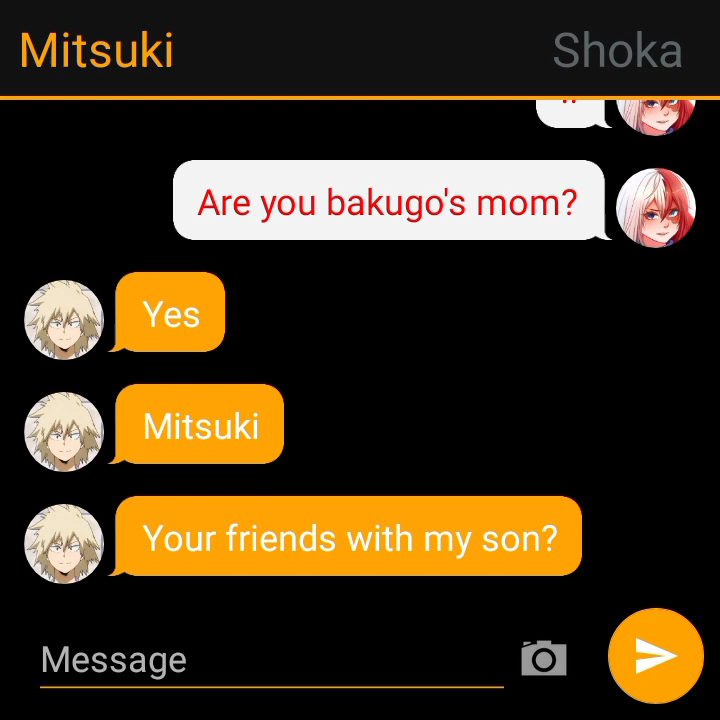 Mitsuki
Shoka
Are you bakugo's mom?
Yes
Mitsuki
Your friends with my son?
Message